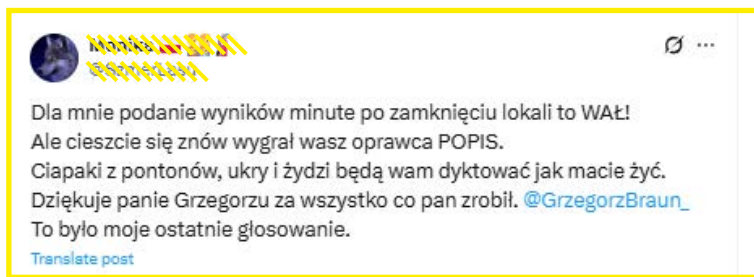 Dla mnie podanie wyników minute po zamknięciu lokali to WAŁ!
Ale cieszcie się znów wygrał wasz oprawca POPIS.
Ciapaki z pontonów, ukry i żydzi będą wam dyktować jak macie żyć.
Dziękuje panie Grzegorzu za wszystko co pan zrobił. @GrzegorzBraun_
To było moje ostatnie głosowanie.
Translate post